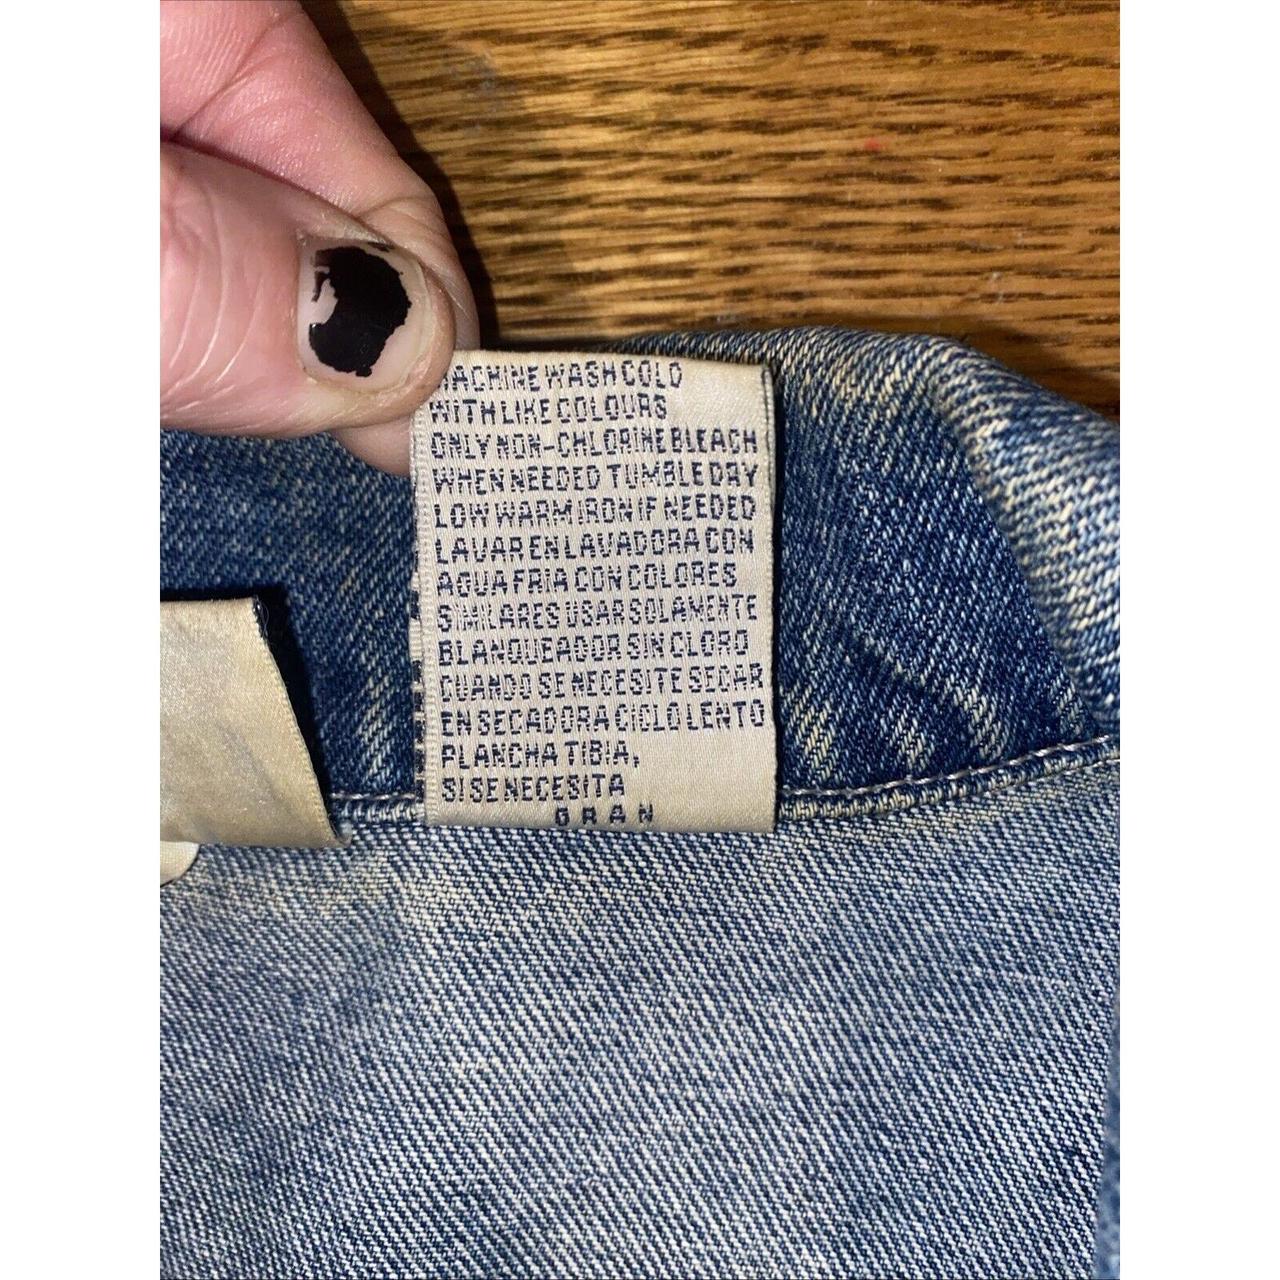 MACHINE WASH COLD
WITH LIKE COLOURS
ONLY NON-CHLORINE BLEACH
WHEN NEEDED TUMBLE DRY
LOW WARM IRON IF NEEDED
LAVAR EN LAVADORA CON
AGUA FRIA CON COLORES
SIMILARES USAR SOLAMENTE
BLANQUEADOR SIN CLORO
CUANDO SE NECESITE SECAR
EN SECADORA CICLO LENTO
PLANCHA TIBIA,
SI SE NECESITA
GRAN